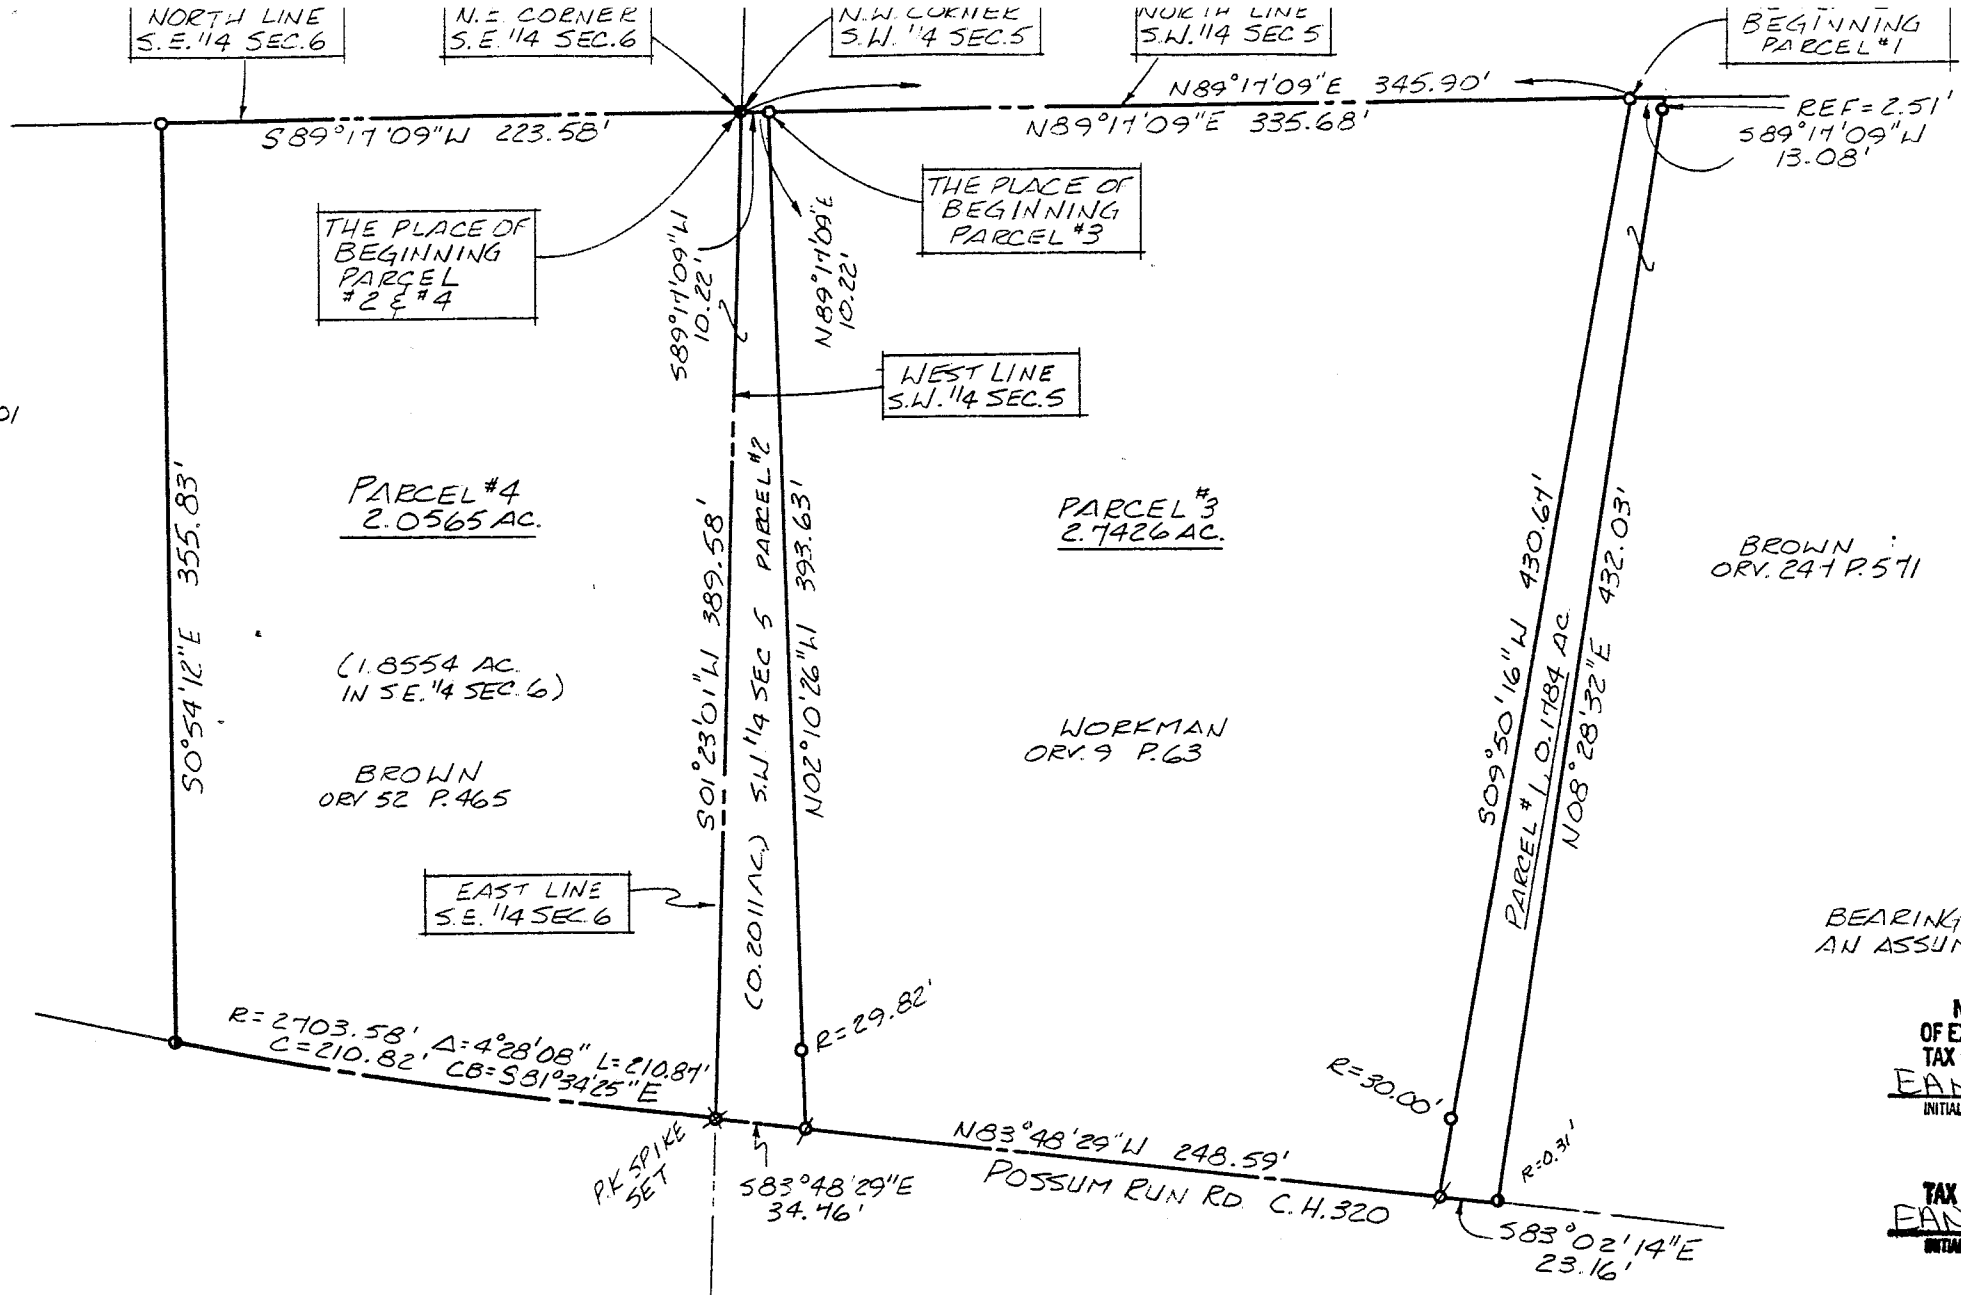 NORTH LINE
S.E. 1/4 SEC. 6
N.E. CORNER
S.E. 1/4 SEC. 6
N.W. CORNER
S.W. 1/4 SEC. 5
NORTH LINE
S.W. 1/4 SEC 5
BEGINNING
PARCEL #1
N89°17'09"E 345.90'
REF = 2.51'
S89°17'09"W
13.08'
S89°17'09"W 223.58'
N89°17'09"E 335.68'
THE PLACE OF
BEGINNING
PARCEL
#2 & #4
S89°17'09"W
10.22'
N89°17'09"E
10.22'
THE PLACE OF
BEGINNING
PARCEL #3
WEST LINE
S.W. 1/4 SEC. 5
S0°54'12"E 355.83'
PARCEL #4
2.0565 AC.
(1.8554 AC.
IN S.E. 1/4 SEC. 6)
BROWN
ORV 52 P. 465
EAST LINE
S.E. 1/4 SEC. 6
S01°23'01"W 389.58'
(0.2011 AC.) S.W. 1/4 SEC 5 PARCEL #2
N02°10'26"W 393.63'
PARCEL #3
2.7426 AC.
WORKMAN
ORV. 9 P. 63
S09°50'16"W 430.67'
PARCEL #1, 0.1784 AC
N08°28'32"E 432.03'
BROWN
ORV. 247 P. 571
BEARING
AN ASSUM
R=2703.58' Δ=4°28'08" L=210.87'
C=210.82' CB=S81°34'25"E
R=29.82'
R=30.00'
R=0.31'
P.K. SPIKE
SET
S83°48'29"E
34.46'
N83°48'29"W 248.59'
POSSUM RUN RD. C.H. 320
S83°02'14"E
23.16'
OF EX
TAX
EAN
INITIAL
TAX
EAN
INITIAL